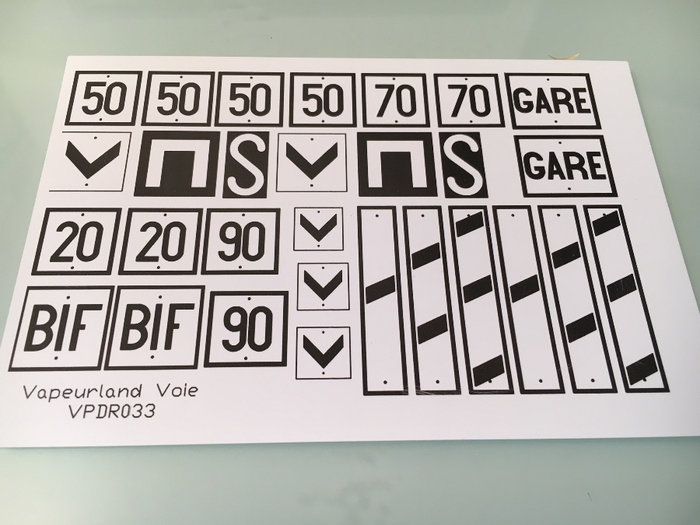 50 50 50 50 70 70 GARE
S S GARE
20 20 90
BIF BIF 90
Vapeurland Voie
VPDR033